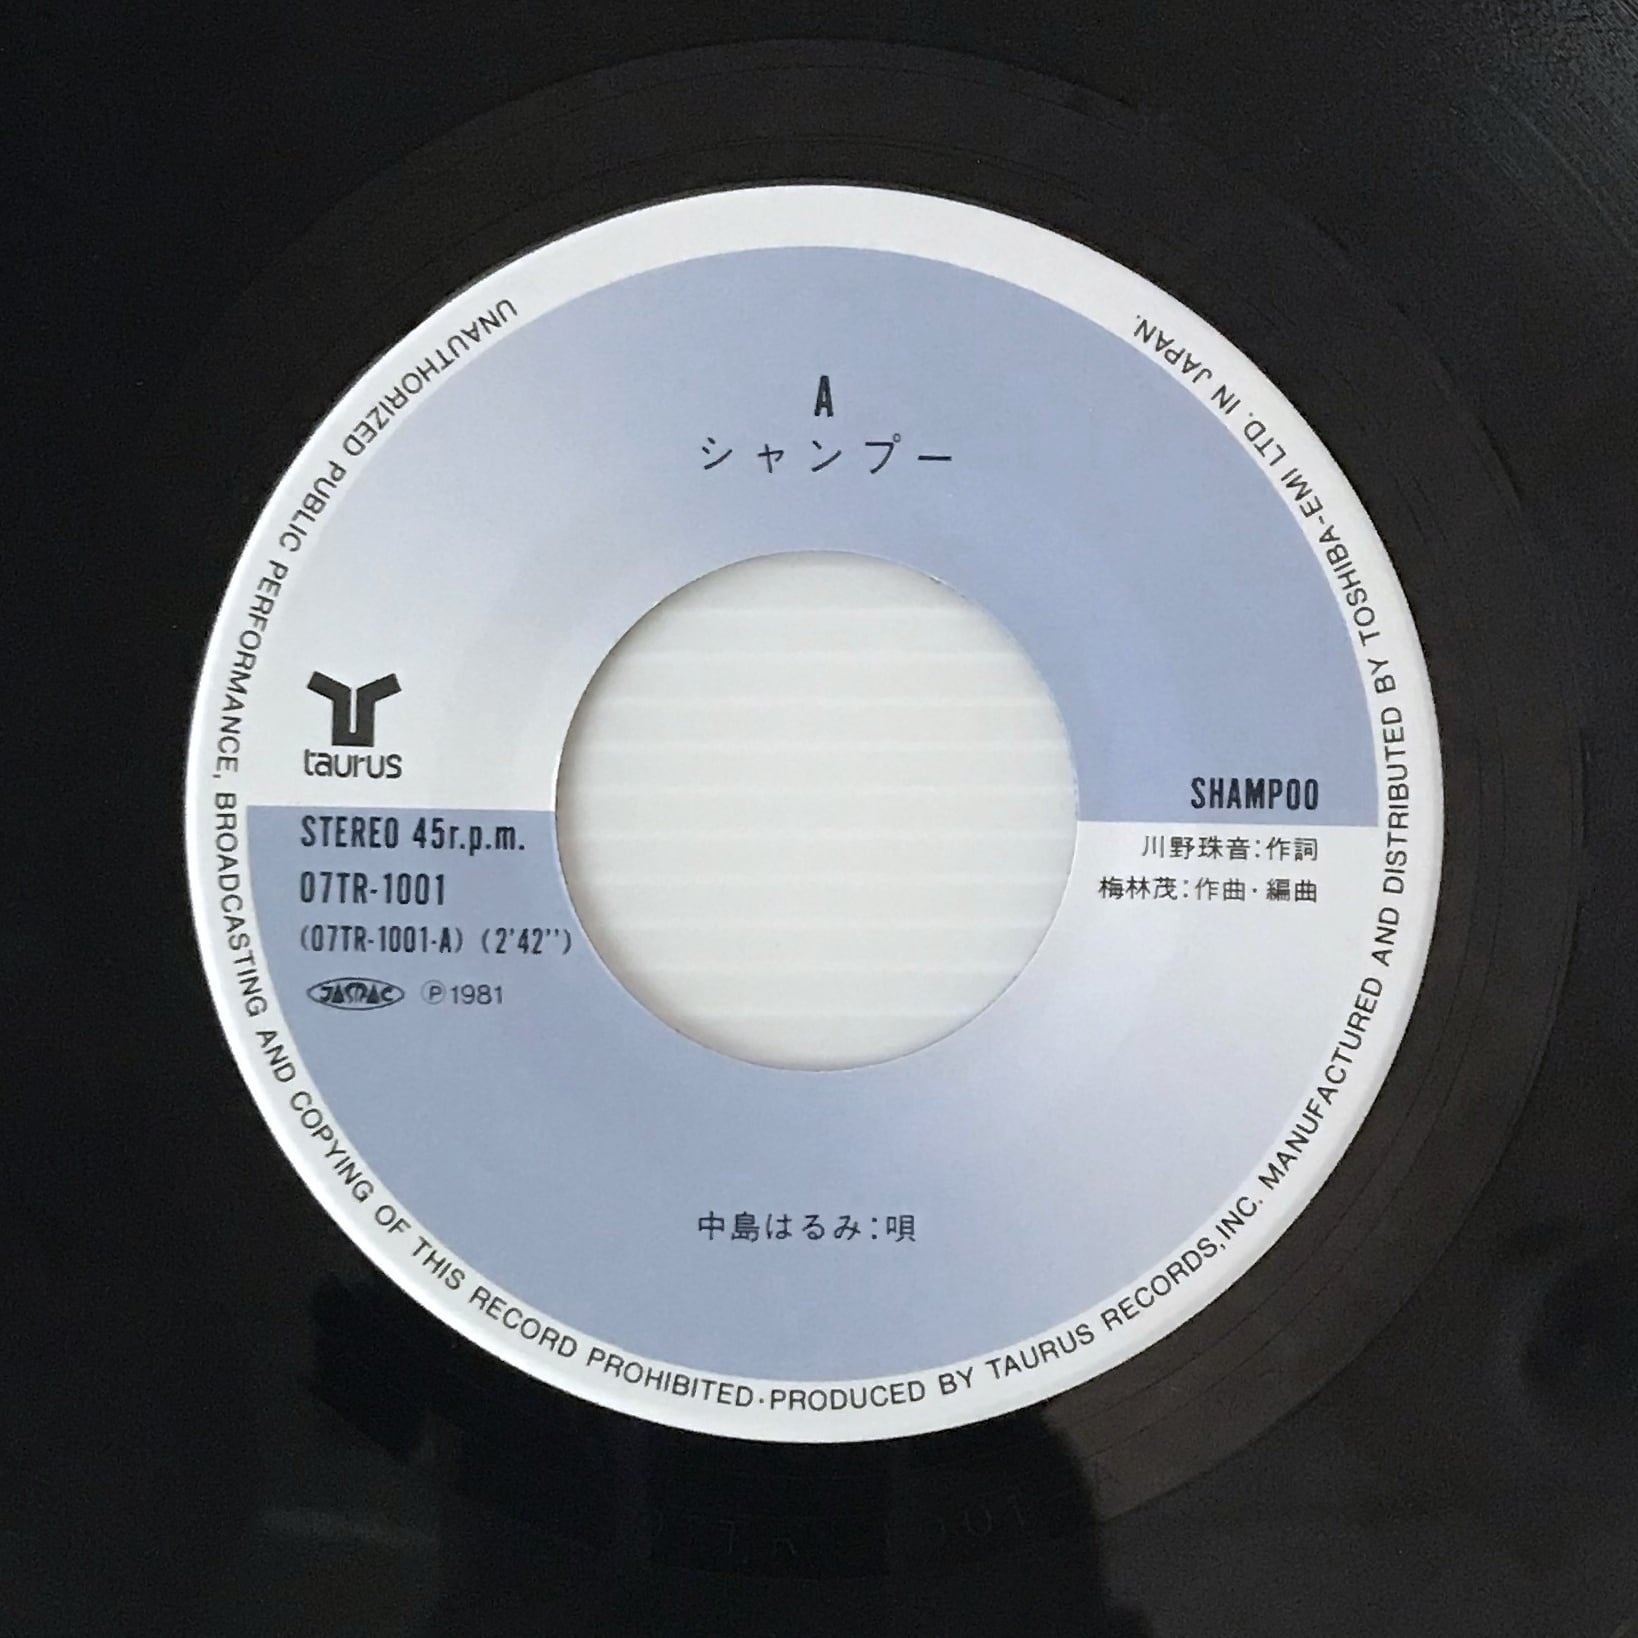 A
シャンプー
taurus
SHAMPOO
STEREO 45r.p.m.
川野珠音:作詞
07TR-1001
梅林茂:作曲・編曲
(07TR-1001-A) (2'42'')
JASRAC ℗1981
中島はるみ:唄
UNAUTHORIZED PUBLIC PERFORMANCE, BROADCASTING AND COPYING OF THIS RECORD PROHIBITED·PRODUCED BY TAURUS RECORDS,INC. MANUFACTURED AND DISTRIBUTED BY TOSHIBA-EMI LTD. IN JAPAN.